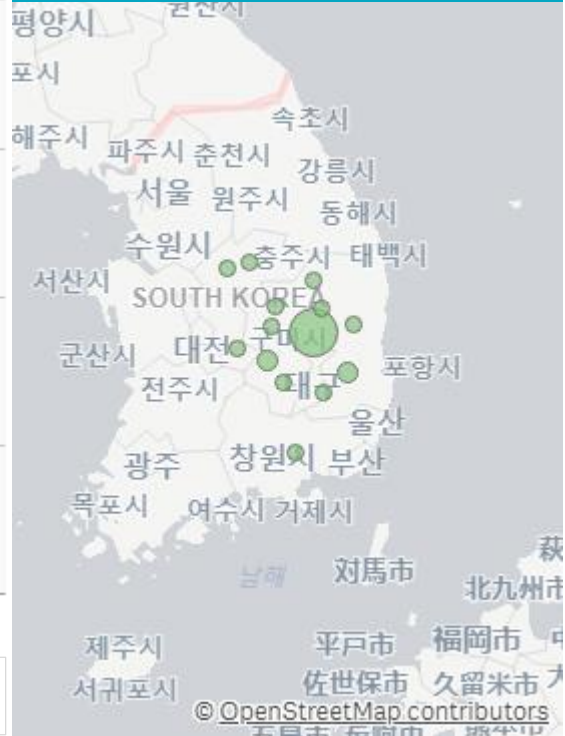 원산시
평양시
포시
속초시
해주시
파주시 춘천시
강릉시
서울 원주시
동해시
수원시
충주시 태백시
서산시
SOUTH KOREA
구미시
군산시 대전
대구 포항시
전주시
울산
광주 창원시 부산
목포시 여수시 거제시
남해
対馬市
萩
北九州市
제주시 平戸市 福岡市
서귀포시 佐世保市 久留米市 大
© OpenStreetMap contributors